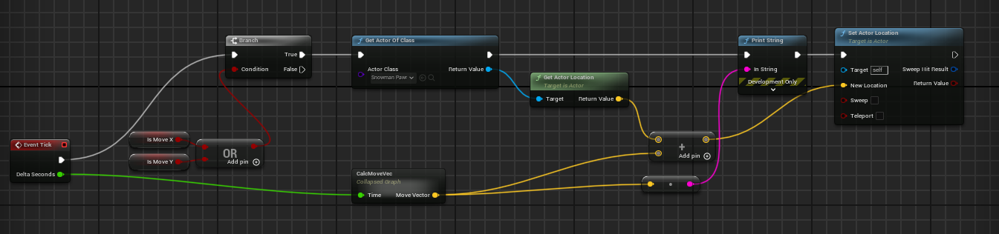 Branch
True
Condition
False
Get Actor Of Class
Actor Class
Return Value
Snowman Pawr
Get Actor Location
Target is Actor
Target
Return Value
Print String
In String
Development Only
Set Actor Location
Target is Actor
Target
self
Sweep Hit Result
New Location
Return Value
Sweep
Teleport
Event Tick
Delta Seconds
Is Move X
Is Move Y
OR
Add pin
CalcMoveVec
Collapsed Graph
Time
Move Vector
+
Add pin